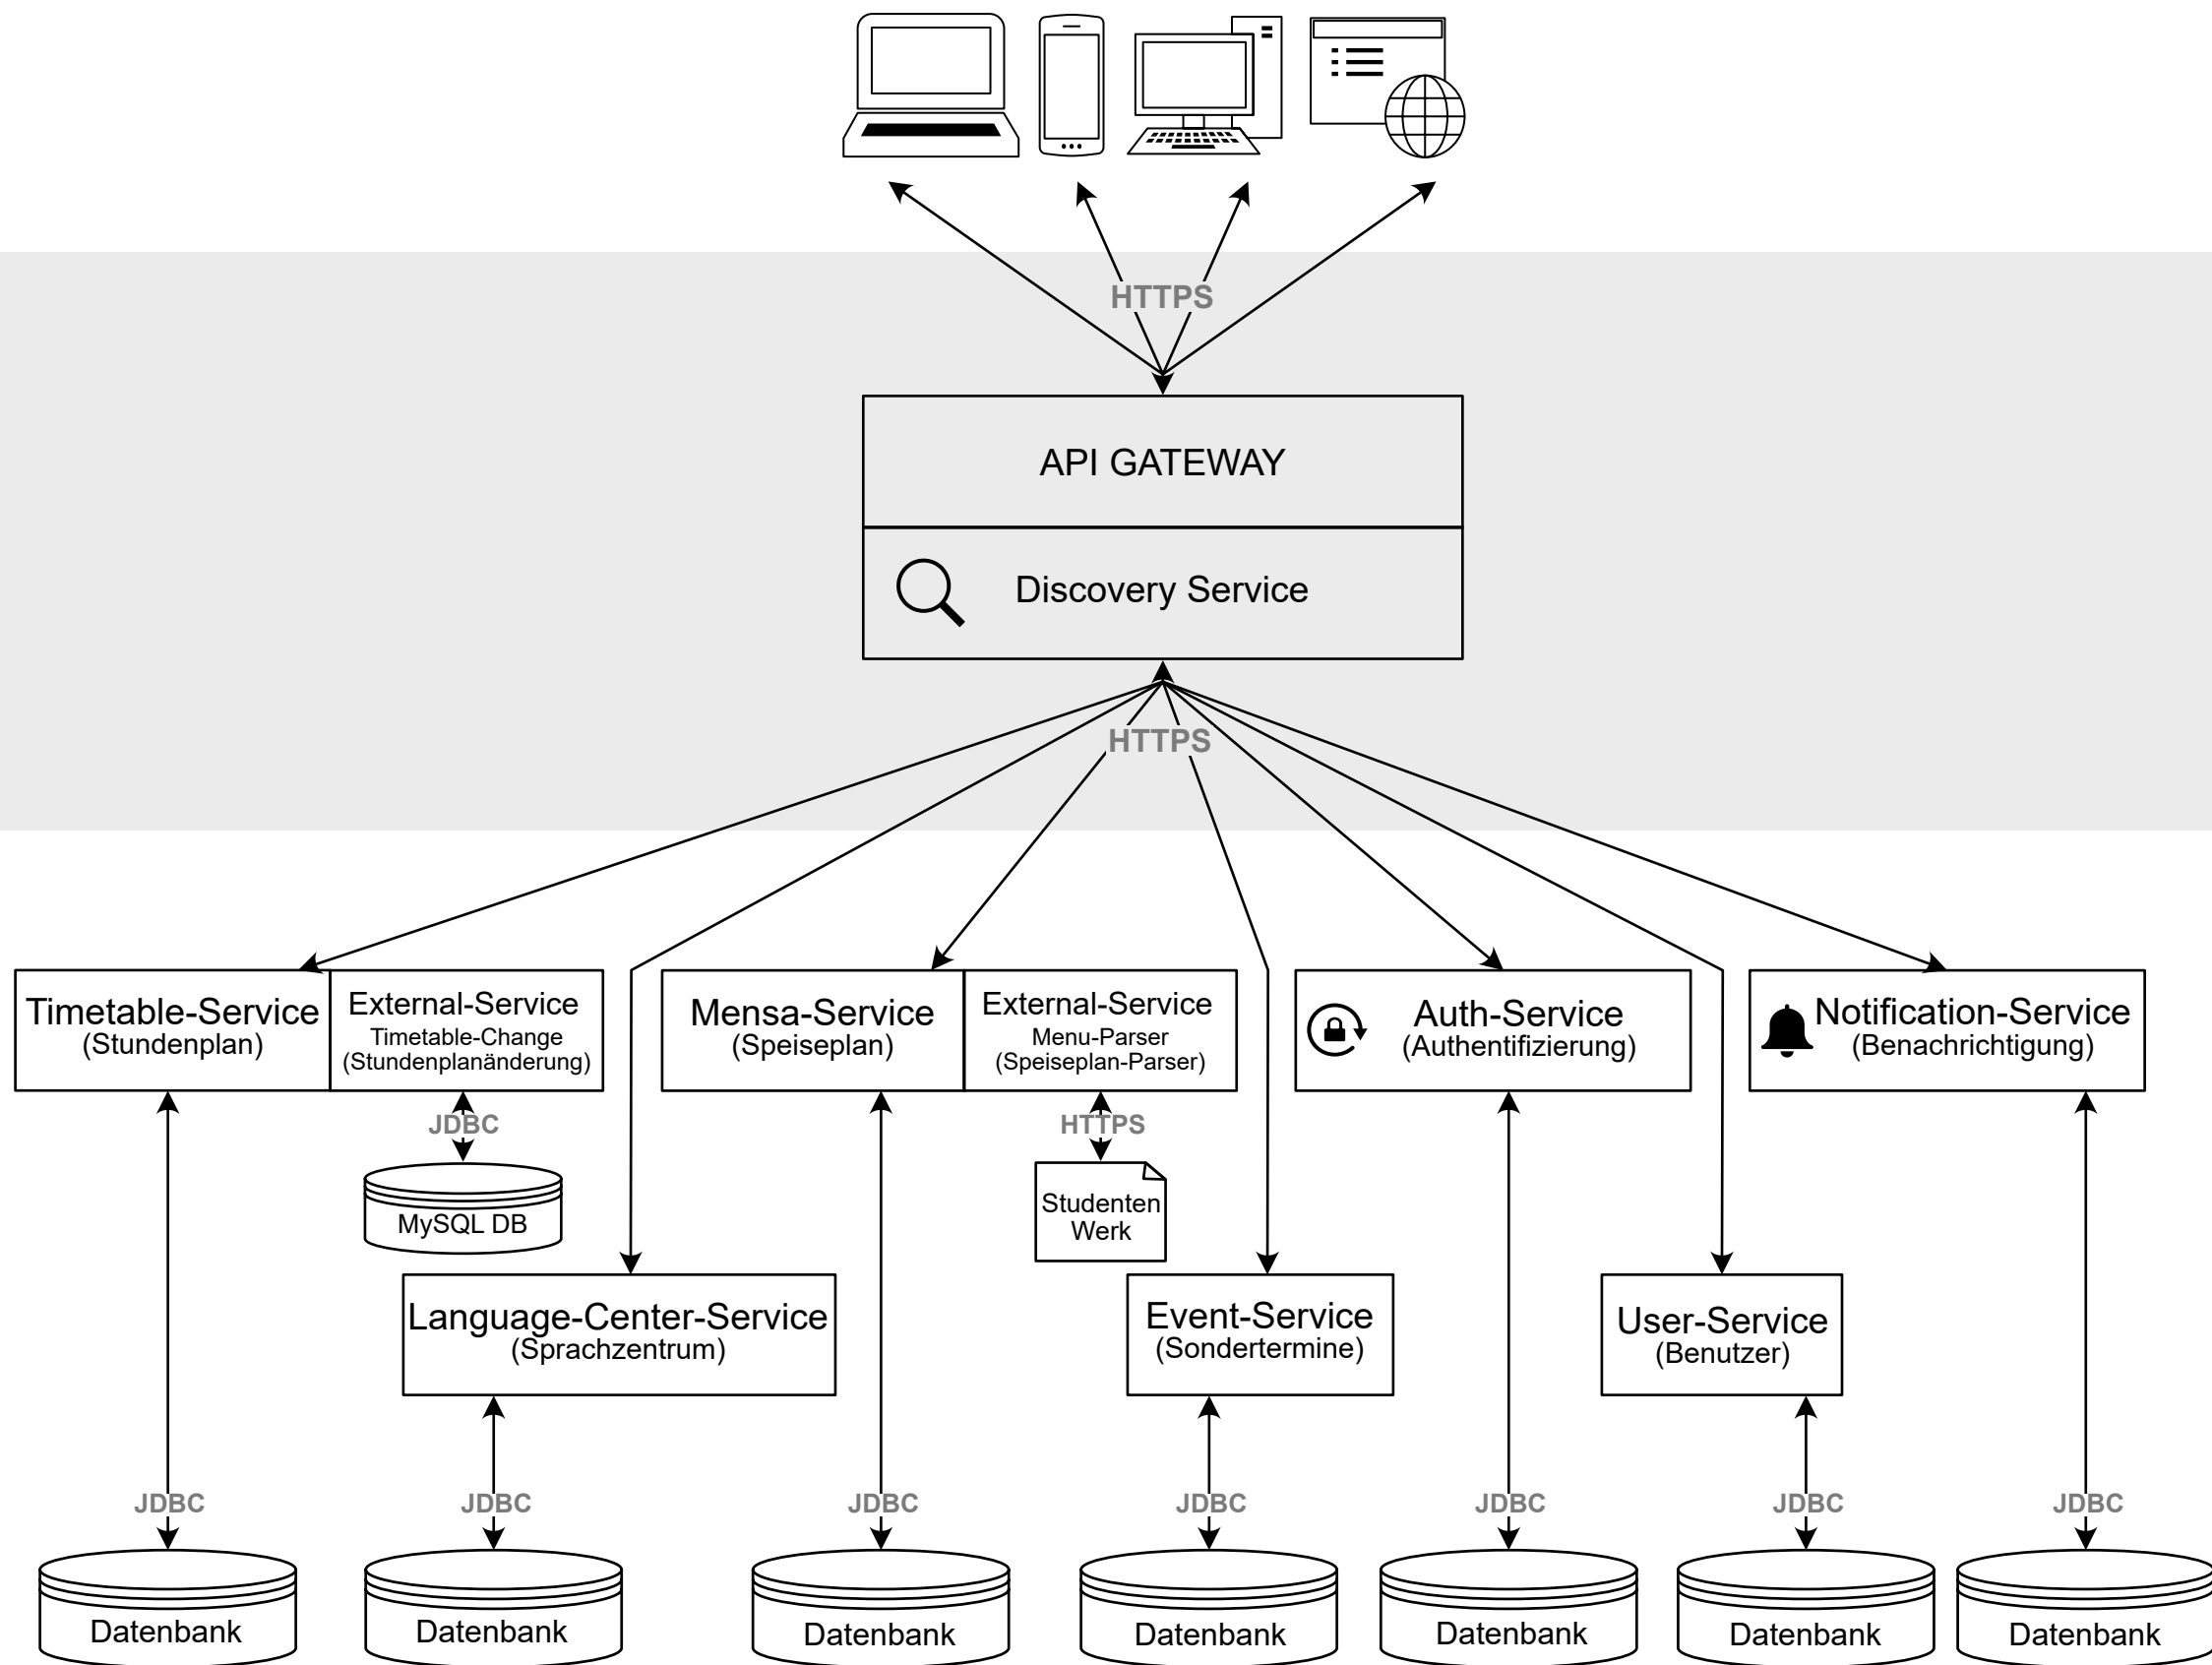 HTTPS
API GATEWAY
Discovery Service
HTTPS
Timetable-Service
(Stundenplan)
External-Service
Timetable-Change
(Stundenplanänderung)
Mensa-Service
(Speiseplan)
External-Service
Menu-Parser
(Speiseplan-Parser)
Auth-Service
(Authentifizierung)
Notification-Service
(Benachrichtigung)
JDBC
HTTPS
MySQL DB
Studenten
Werk
Language-Center-Service
(Sprachzentrum)
Event-Service
(Sondertermine)
User-Service
(Benutzer)
JDBC
JDBC
JDBC
JDBC
JDBC
JDBC
JDBC
Datenbank
Datenbank
Datenbank
Datenbank
Datenbank
Datenbank
Datenbank